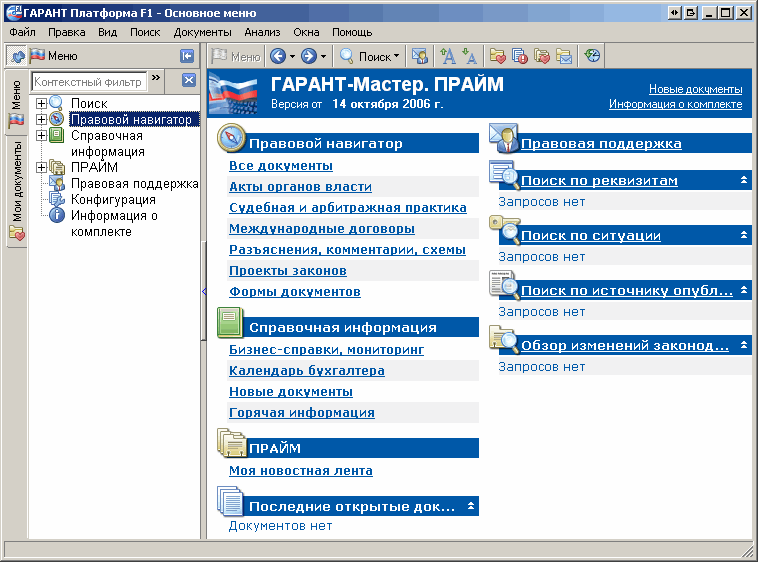 ГАРАНТ Платформа F1 - Основное меню
Файл Правка Вид Поиск Документы Анализ Окна Помощь
Меню
Меню
Поиск
Меню
Мои документы
Контекстный фильтр
»
Поиск
Правовой навигатор
Справочная
информация
ПРАЙМ
Правовая поддержка
Конфигурация
Информация о
комплекте
ГАРАНТ-Мастер. ПРАЙМ
Версия от 14 октября 2006 г.
Новые документы
Информация о комплекте
Правовой навигатор
Все документы
Акты органов власти
Судебная и арбитражная практика
Международные договоры
Разъяснения, комментарии, схемы
Проекты законов
Формы документов
Справочная информация
Бизнес-справки, мониторинг
Календарь бухгалтера
Новые документы
Горячая информация
ПРАЙМ
Моя новостная лента
Последние открытые док...
Документов нет
Правовая поддержка
Поиск по реквизитам
Запросов нет
Поиск по ситуации
Запросов нет
Поиск по источнику опубл...
Запросов нет
Обзор изменений законод...
Запросов нет